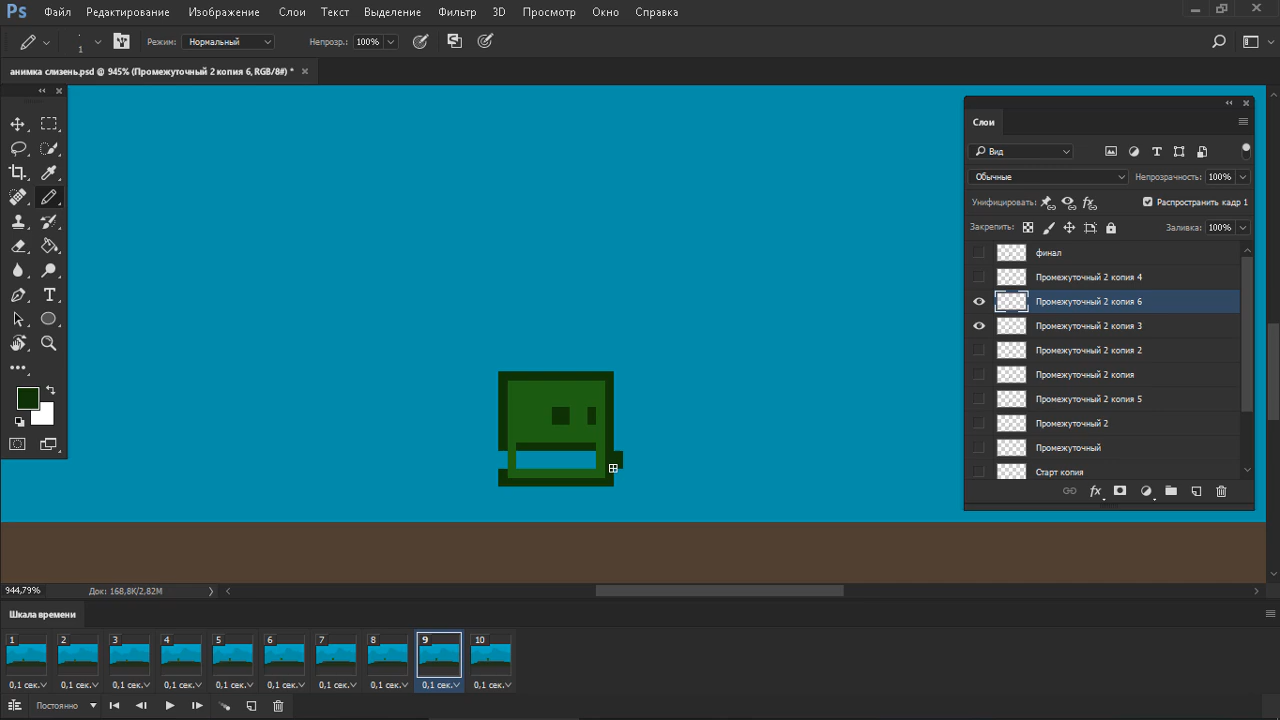 Ps Файл Редактирование Изображение Слои Текст Выделение Фильтр 3D Просмотр Окно Справка
1 Режим: Нормальный Непрозр.: 100%
анимка слизень.psd @ 945% (Промежуточный 2 копия 6, RGB/8#) *
Слои
Вид
Обычные Непрозрачность: 100%
Унифицировать: Распространить кадр 1
Закрепить: Заливка: 100%
финал
Промежуточный 2 копия 4
Промежуточный 2 копия 6
Промежуточный 2 копия 3
Промежуточный 2 копия 2
Промежуточный 2 копия
Промежуточный 2 копия 5
Промежуточный 2
Промежуточный
Старт копия
fx
944,79% Док: 168,8K/2,82M
Шкала времени
1 2 3 4 5 6 7 8 9 10
0,1 сек. 0,1 сек. 0,1 сек. 0,1 сек. 0,1 сек. 0,1 сек. 0,1 сек. 0,1 сек. 0,1 сек. 0,1 сек.
Постоянно